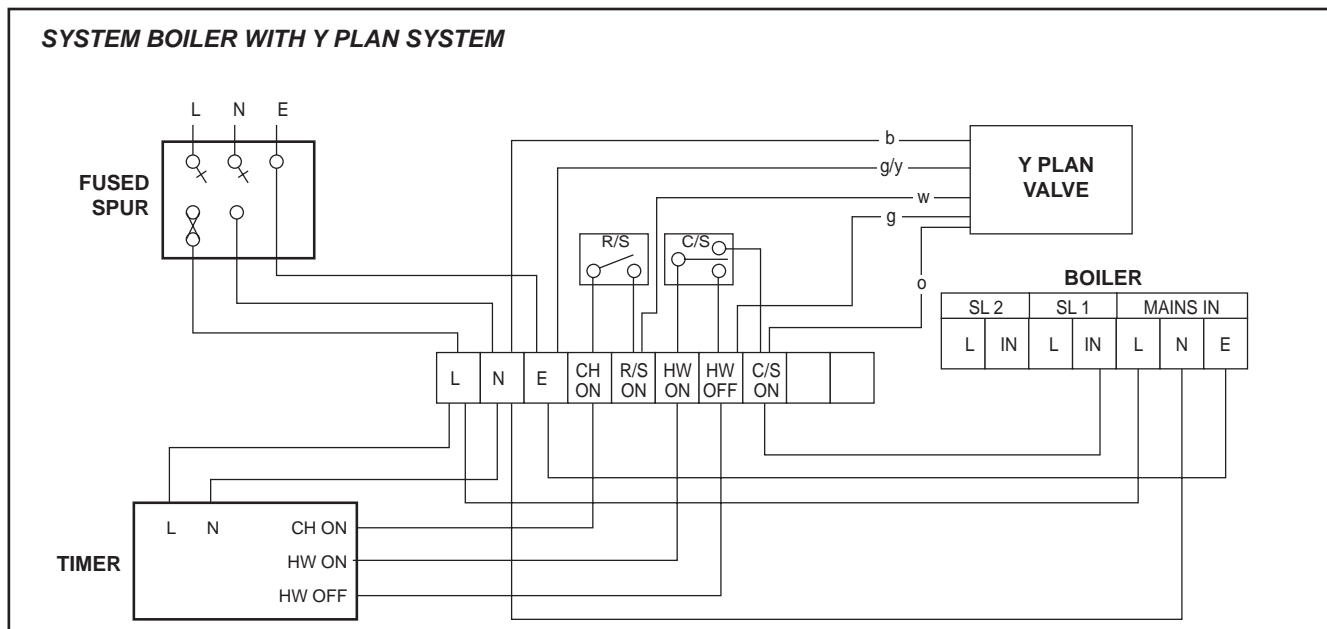 SYSTEM BOILER WITH Y PLAN SYSTEM
L N E
FUSED
SPUR
b
g/y
w
g
o
Y PLAN
VALVE
R/S
C/S
BOILER
SL 2 SL 1 MAINS IN
L IN L IN L N E
L N E CH ON R/S ON HW ON HW OFF C/S ON
TIMER
L N CH ON
HW ON
HW OFF